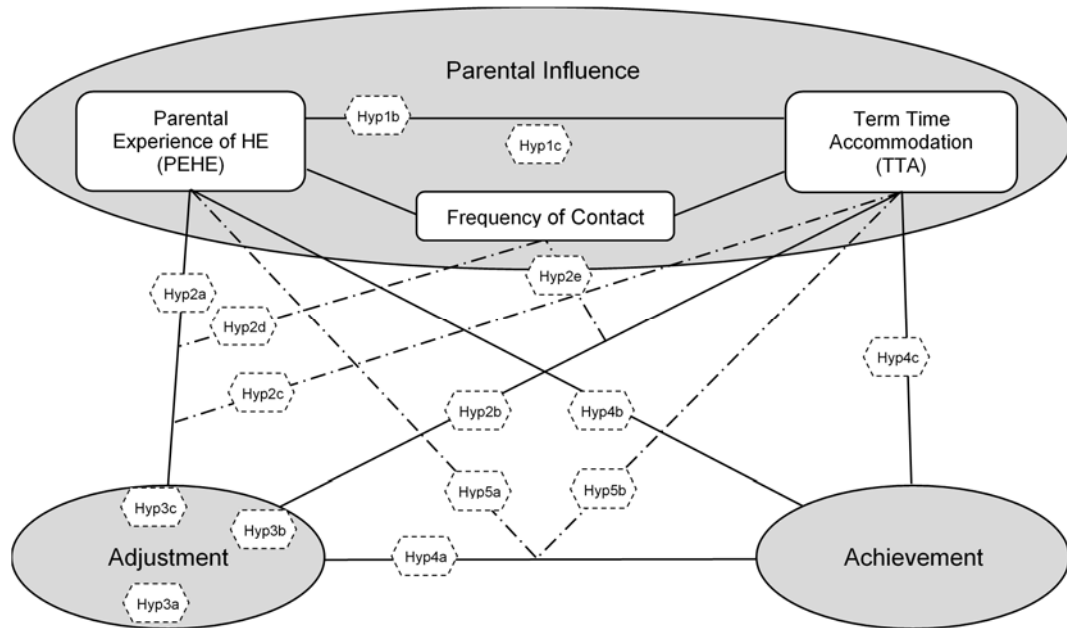 Parental Influence
Parental
Experience of HE
(PEHE)
Hyp1b
Hyp1c
Term Time
Accommodation
(TTA)
Frequency of Contact
Hyp2a
Hyp2e
Hyp2d
Hyp4c
Hyp2c
Hyp2b
Hyp4b
Hyp5a
Hyp5b
Hyp3c
Hyp3b
Adjustment
Hyp4a
Achievement
Hyp3a